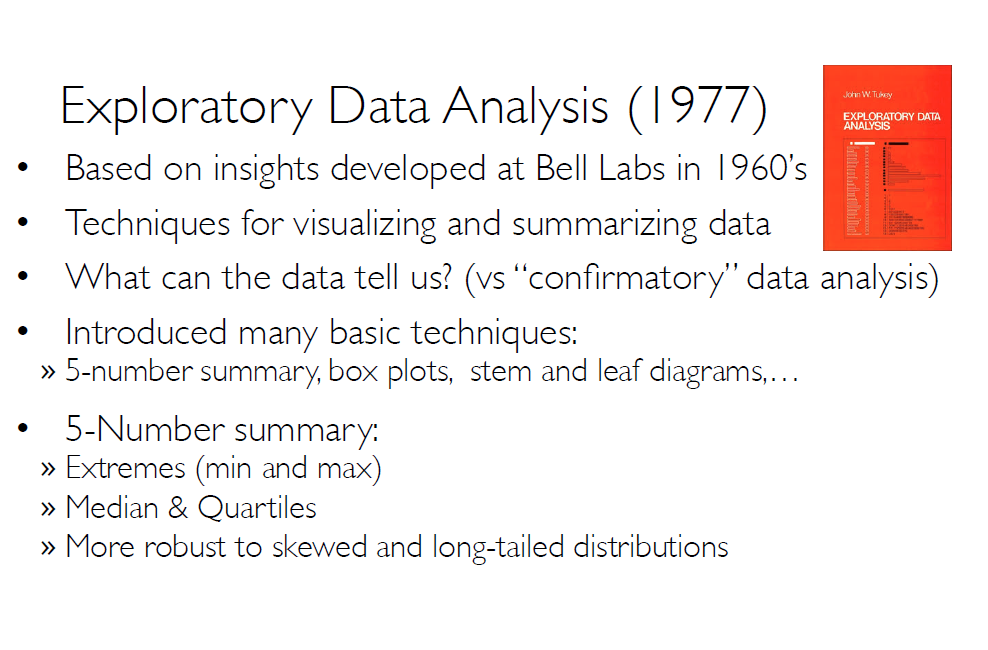 Exploratory Data Analysis (1977)
John W. Tukey
EXPLORATORY DATA
ANALYSIS
• Based on insights developed at Bell Labs in 1960's
• Techniques for visualizing and summarizing data
• What can the data tell us? (vs “confirmatory” data analysis)
• Introduced many basic techniques:
» 5-number summary, box plots, stem and leaf diagrams,…
• 5-Number summary:
» Extremes (min and max)
» Median & Quartiles
» More robust to skewed and long-tailed distributions